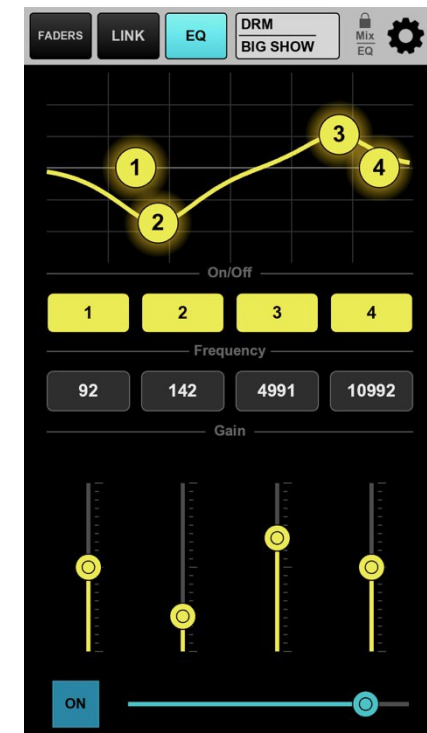 FADERS LINK EQ DRM
BIG SHOW Mix
EQ
1
2
3
4
On/Off
1 2 3 4
Frequency
92 142 4991 10992
Gain
ON